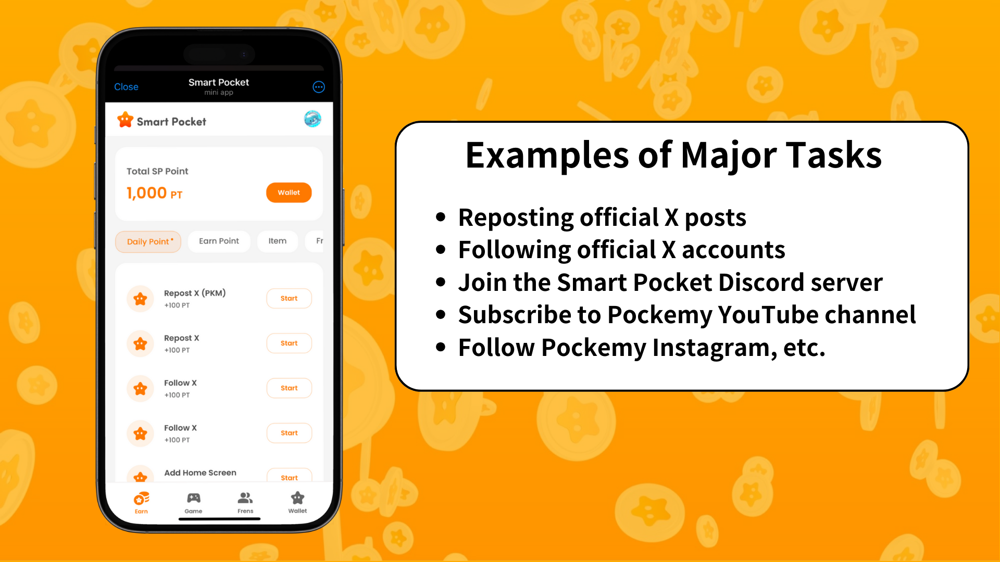 Close
Smart Pocket
mini app
Smart Pocket
Total SP Point
1,000 PT
Wallet
Daily Point
Earn Point
Item
Fr
Repost X (PKM)
+100 PT
Start
Repost X
+100 PT
Start
Follow X
+100 PT
Start
Follow X
+100 PT
Start
Add Home Screen
Start
Earn
Game
Frens
Wallet
Examples of Major Tasks
• Reposting official X posts
• Following official X accounts
• Join the Smart Pocket Discord server
• Subscribe to Pockemy YouTube channel
• Follow Pockemy Instagram, etc.